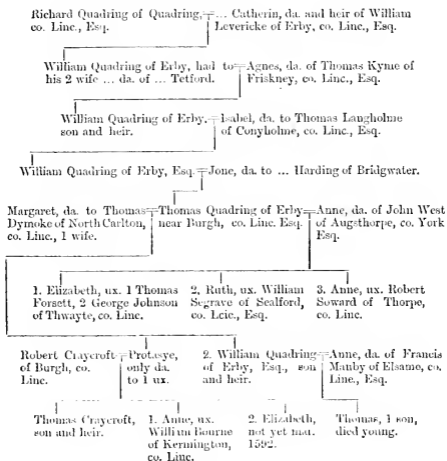 Richard Quadring of Quadring, = ... Catherin, da. and heir of William
co. Linc., Esq. Levericke of Erby, co. Linc., Esq.
William Quadring of Erby, had to = Agnes, da. of Thomas Kyme of
his 2 wife ... da. of ... Tetford. Friskney, co. Linc., Esq.
William Quadring of Erby, = Isabel, da. to Thomas Langholme
son and heir. of Conyholme, co. Linc., Esq.
William Quadring of Erby, Esq. = Jone, da. to ... Harding of Bridgwater.
Margaret, da. to Thomas = Thomas Quadring of Erby = Anne, da. of John West
Dymoke of North Carlton, near Burgh, co. Linc. Esq. of Augsthorpe, co. York
co. Linc., 1 wife. Esq.
1. Elizabeth, ux. 1 Thomas 2. Ruth, ux. William 3. Anne, ux. Robert
Forsett, 2 George Johnson Segrave of Sealford, Soward of Thorpe,
of Thwayte, co. Linc. co. Leic., Esq. co. Linc.
Robert Craycroft = Protasye, 2. William Quadring = Anne, da. of Francis
of Burgh, co. only da. of Erby, Esq., son Manby of Elsamo, co.
Linc. to 1 ux. and heir. Linc., Esq.
Thomas Craycroft, 1. Anne, ux. 2. Elizabeth, Thomas, 1 son,
son and heir. William Bourne not yet ma. died young.
of Kermington, 1592.
co. Linc.